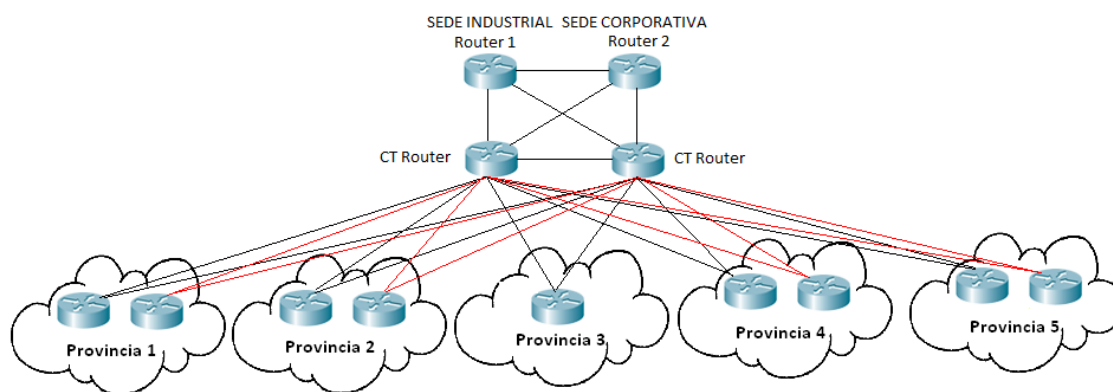 SEDE INDUSTRIAL
Router 1
SEDE CORPORATIVA
Router 2
CT Router
CT Router
Provincia 1
Provincia 2
Provincia 3
Provincia 4
Provincia 5